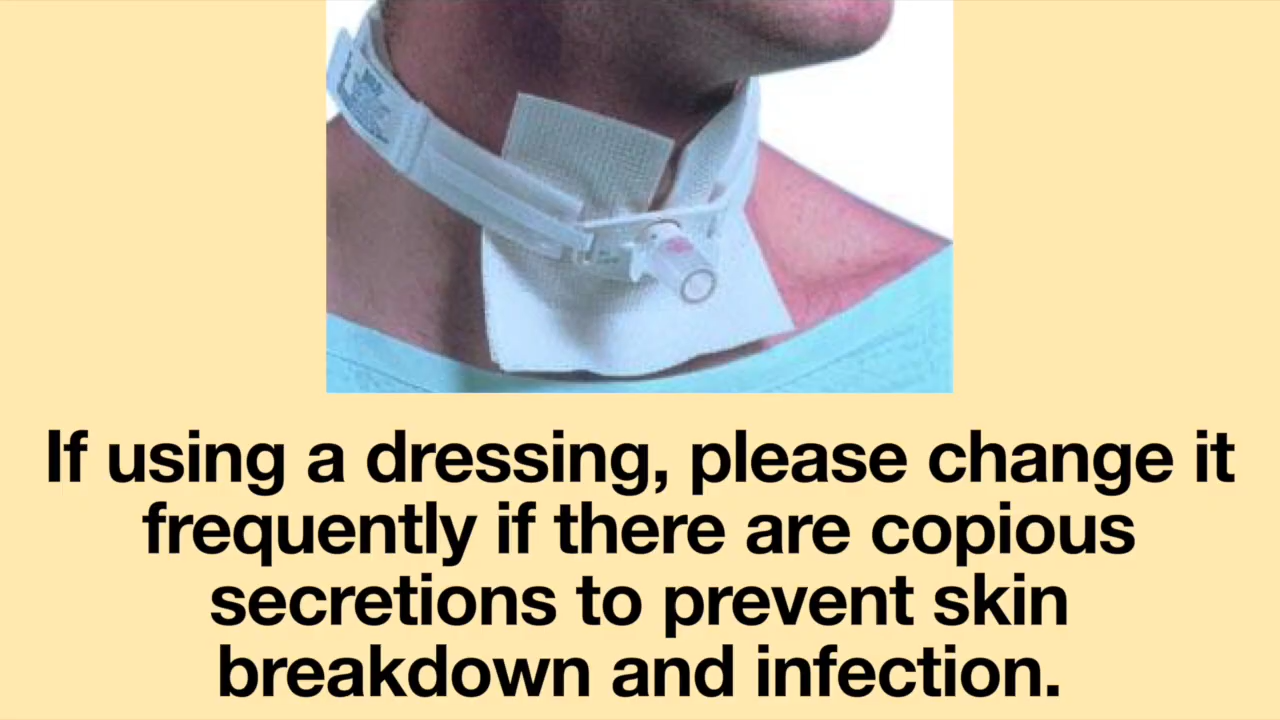 If using a dressing, please change it
frequently if there are copious
secretions to prevent skin
breakdown and infection.